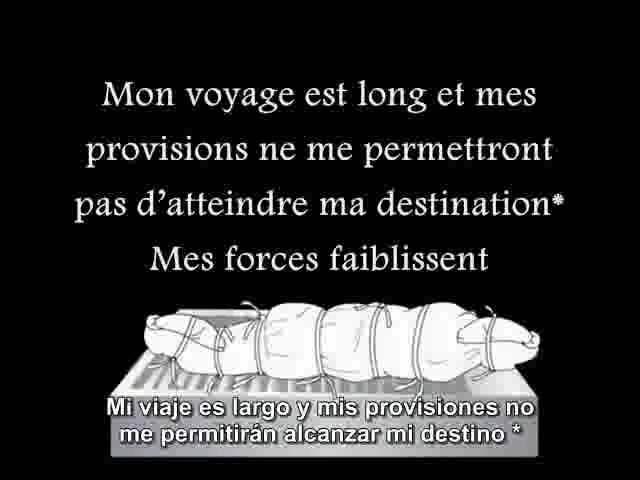 Mon voyage est long et mes
provisions ne me permettront
pas d’atteindre ma destination*
Mes forces faiblissent
Mi viaje es largo y mis provisiones no
me permitirán alcanzar mi destino *